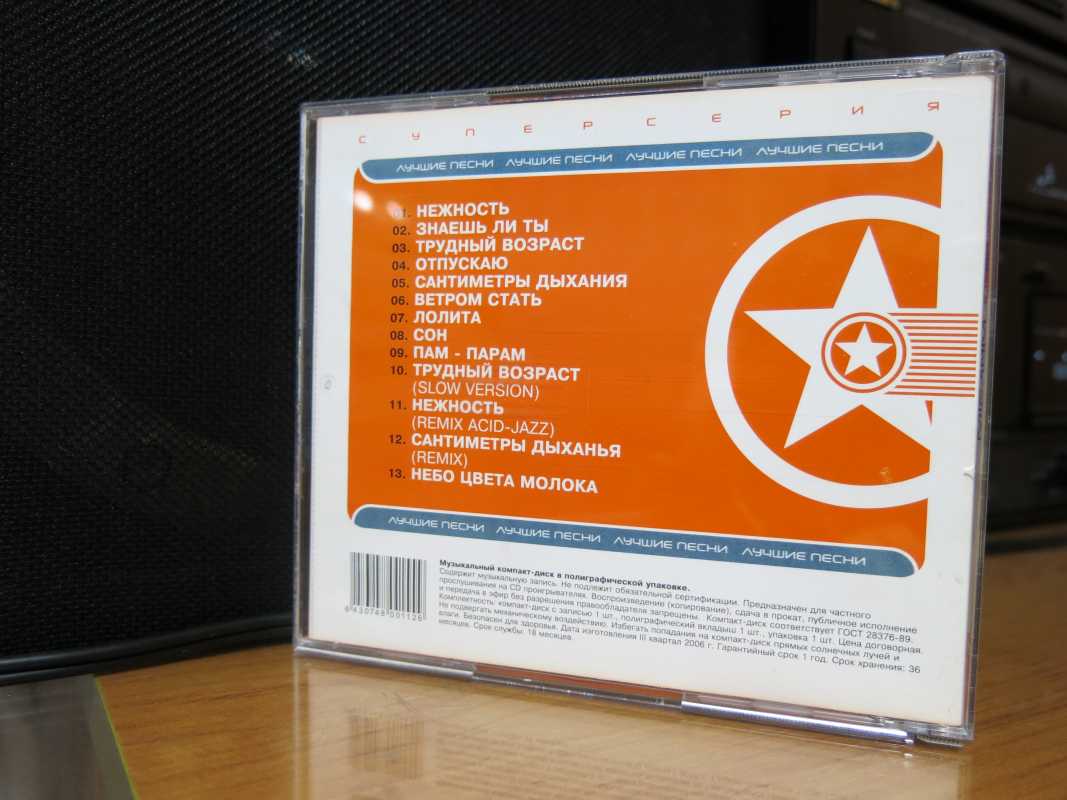 СУПЕРСЕРИЯ
ЛУЧШИЕ ПЕСНИ ЛУЧШИЕ ПЕСНИ ЛУЧШИЕ ПЕСНИ ЛУЧШИЕ ПЕСНИ
01. НЕЖНОСТЬ
02. ЗНАЕШЬ ЛИ ТЫ
03. ТРУДНЫЙ ВОЗРАСТ
04. ОТПУСКАЮ
05. САНТИМЕТРЫ ДЫХАНИЯ
06. ВЕТРОМ СТАТЬ
07. ЛОЛИТА
08. СОН
09. ПАМ - ПАРАМ
10. ТРУДНЫЙ ВОЗРАСТ
(SLOW VERSION)
11. НЕЖНОСТЬ
(REMIX ACID-JAZZ)
12. САНТИМЕТРЫ ДЫХАНЬЯ
(REMIX)
13. НЕБО ЦВЕТА МОЛОКА
ЛУЧШИЕ ПЕСНИ ЛУЧШИЕ ПЕСНИ ЛУЧШИЕ ПЕСНИ ЛУЧШИЕ ПЕСНИ
Музыкальный компакт-диск в полиграфической упаковке.
Содержит музыкальную запись. Не подлежит обязательной сертификации. Предназначен для частного
прослушивания на CD проигрывателях. Воспроизведение (копирование), сдача в прокат, публичное исполнение
и передача в эфир без разрешения правообладателя запрещены. Компакт-диск соответствует ГОСТ 28376-89.
Комплектность: компакт-диск с записью 1 шт., полиграфический вкладыш 1 шт., упаковка 1 шт. Цена договорная.
Не подвергать механическому воздействию. Избегать попадания на компакт-диск прямых солнечных лучей и
влаги. Безопасен для здоровья. Дата изготовления III квартал 2006 г. Гарантийный срок 1 год. Срок хранения: 36
месяцев. Срок службы: 18 месяцев.
6 430748 001126